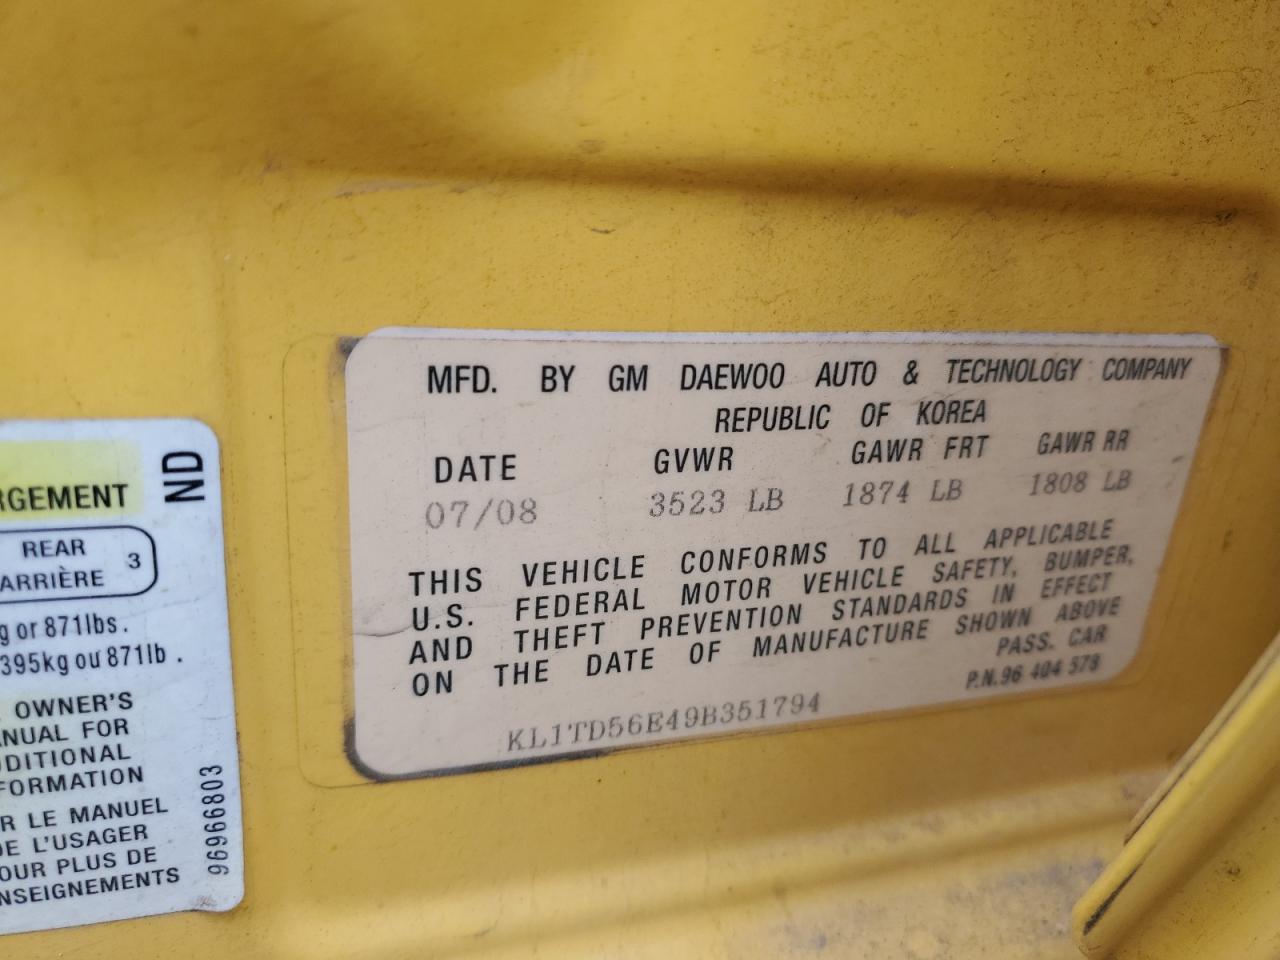 RGEMENT
ND
REAR
ARRIÈRE
3
g or 871lbs.
395kg ou 871lb .
OWNER'S
ANUAL FOR
DDITIONAL
FORMATION
R LE MANUEL
DE L'USAGER
OUR PLUS DE
NSEIGNEMENTS
96966803
MFD. BY GM DAEWOO AUTO & TECHNOLOGY COMPANY
REPUBLIC OF KOREA
DATE GVWR GAWR FRT GAWR RR
07/08 3523 LB 1874 LB 1808 LB
THIS VEHICLE CONFORMS TO ALL APPLICABLE
U.S. FEDERAL MOTOR VEHICLE SAFETY, BUMPER,
AND THEFT PREVENTION STANDARDS IN EFFECT
ON THE DATE OF MANUFACTURE SHOWN ABOVE
PASS. CAR
P.N.96 404 578
KL1TD56E49B351794